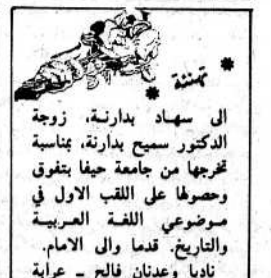 تهنئة
الى سهاد بدارنة، زوجة
الدكتور سميح بدارنة، بمناسبة
تخرجها من جامعة حيفا بتفوق
وحصولها على اللقب الاول في
موضوعي اللغة العربية
والتاريخ. قدما والى الامام.
ناديا وعدنان فالح - عرابة